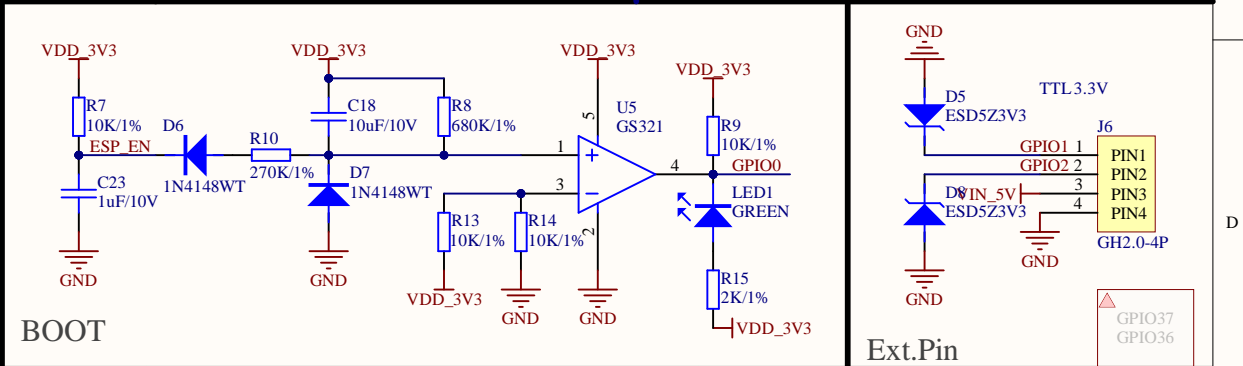 VDD_3V3
R7
10K/1%
ESP_EN
C23
1uF/10V
GND
D6
1N4148WT
R10
270K/1%
VDD_3V3
C18
10uF/10V
R8
680K/1%
D7
1N4148WT
GND
VDD_3V3
5
U5
GS321
1
+
3
−
4
2
GND
R13
10K/1%
VDD_3V3
R14
10K/1%
GND
VDD_3V3
R9
10K/1%
GPIO0
LED1
GREEN
R15
2K/1%
VDD_3V3
BOOT
GND
D5
ESD5Z3V3
TTL 3.3V
J6
GPIO1 1 PIN1
GPIO2 2 PIN2
VIN_5V 3 PIN3
4 PIN4
D8
ESD5Z3V3
GH2.0-4P
GND
GND
GPIO37
GPIO36
Ext.Pin
D